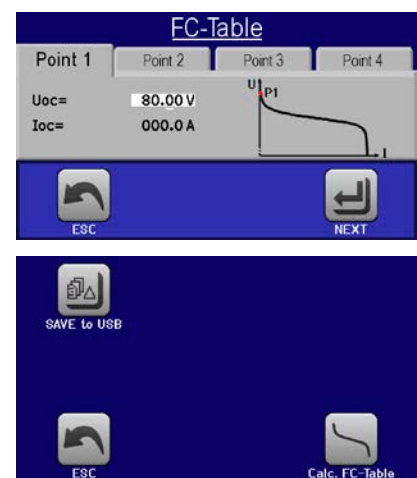 FC-Table
Point 1 Point 2 Point 3 Point 4
Uoc= 80.00 V
Ioc= 000.0 A
U
P1
I
ESC NEXT
SAVE to USB
ESC Calc. FC-Table